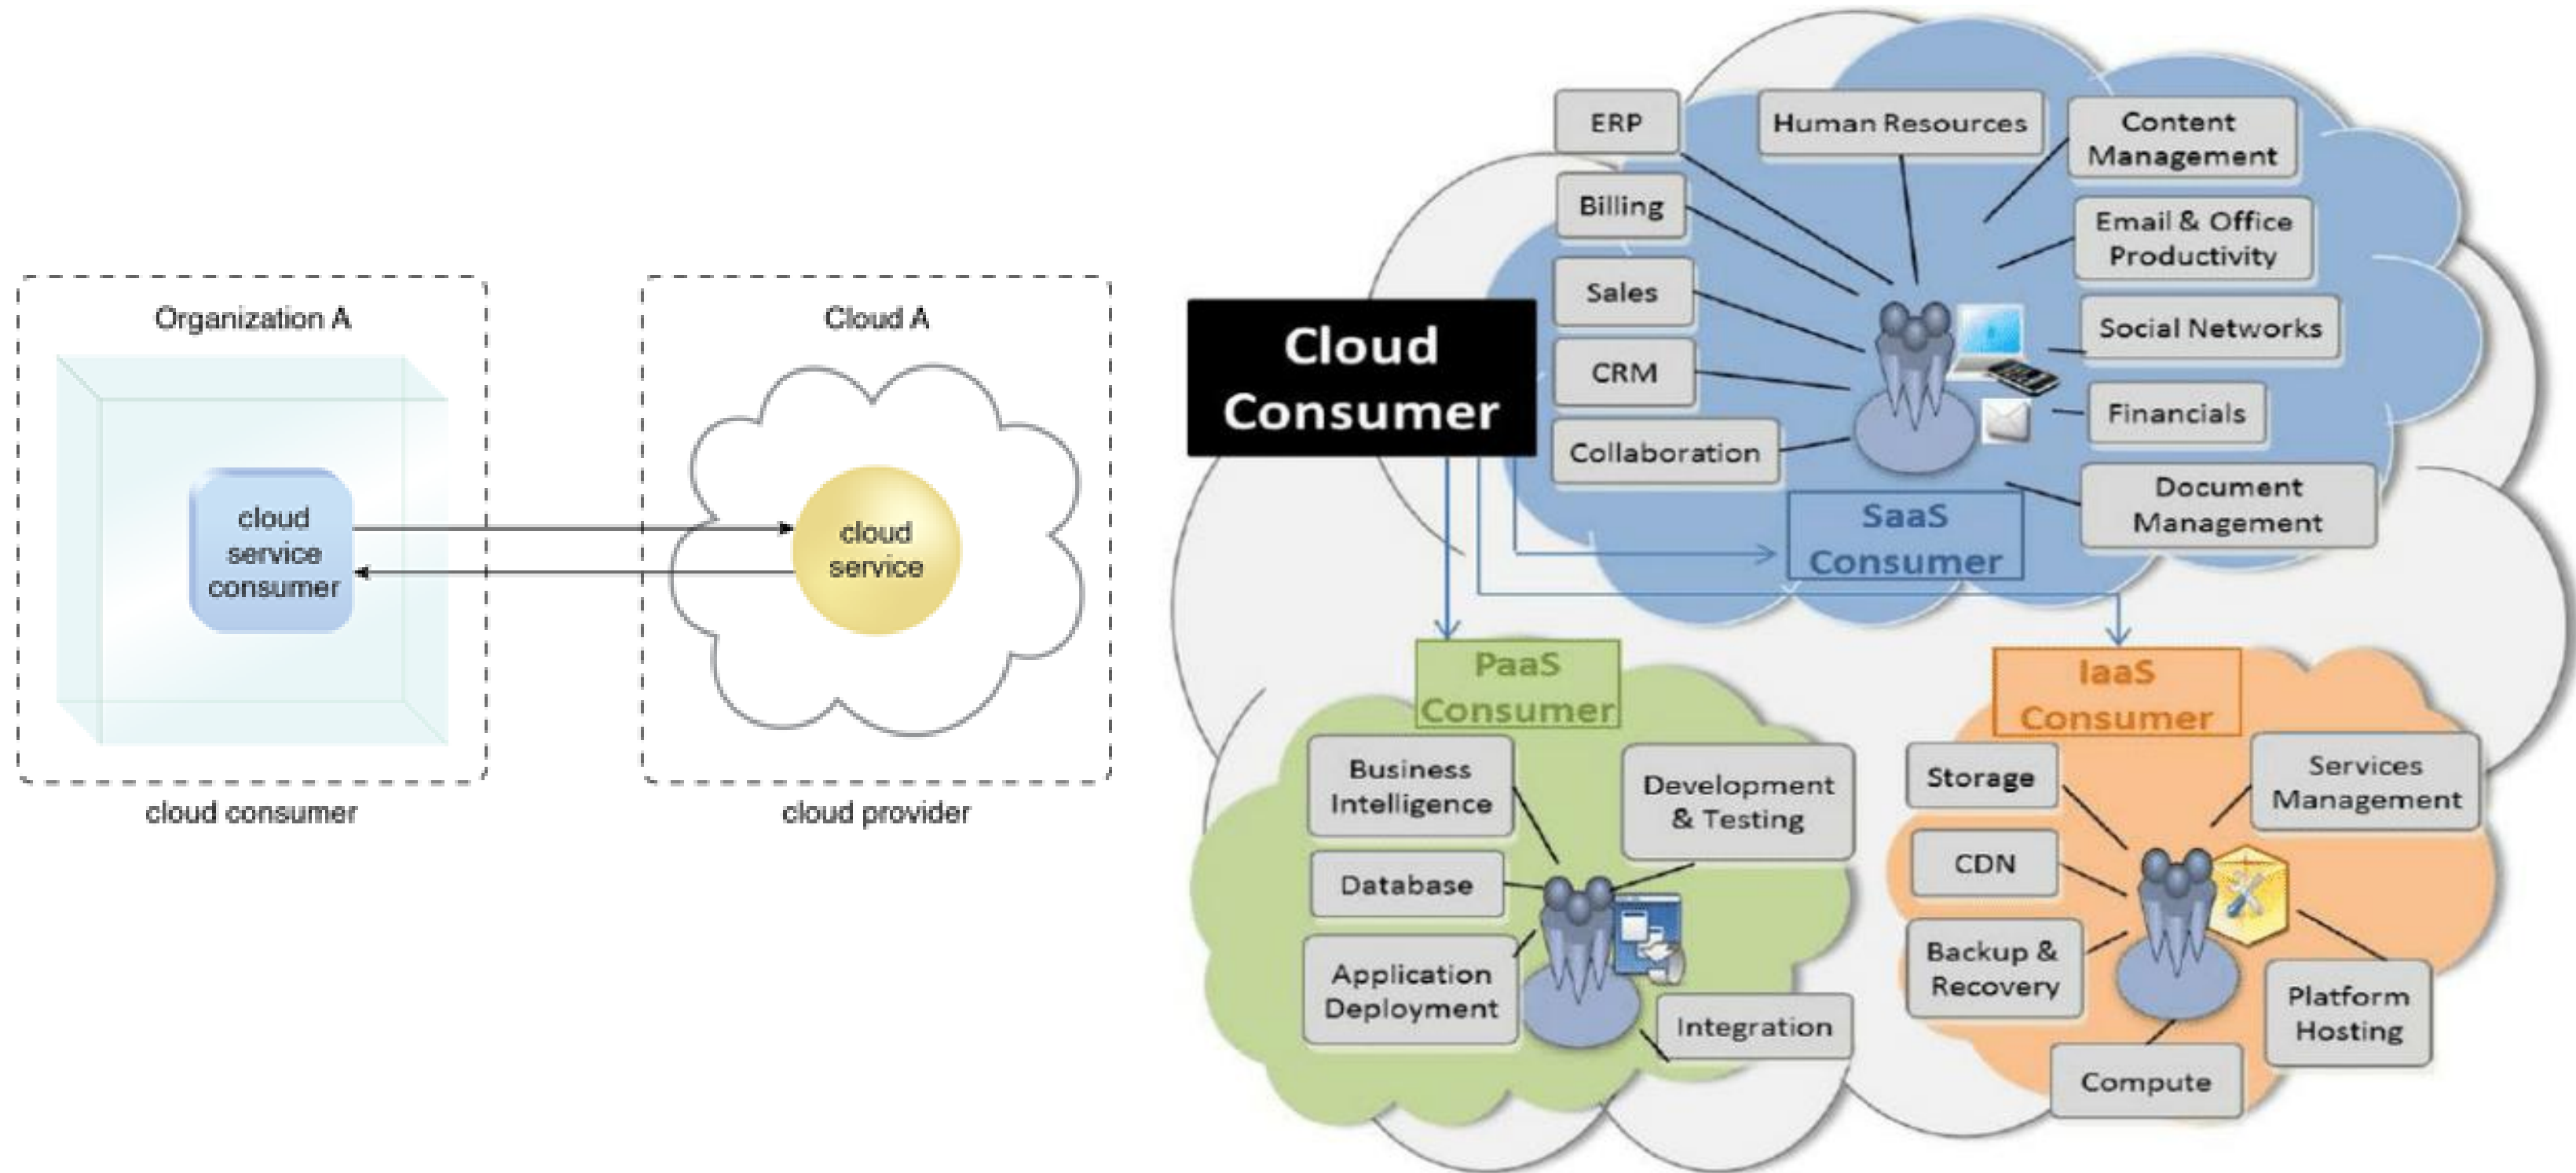 Organization A
cloud
service
consumer
cloud consumer
Cloud A
cloud
service
cloud provider
Cloud
Consumer
ERP
Human Resources
Content
Management
Billing
Email & Office
Productivity
Sales
Social Networks
CRM
Financials
Collaboration
Document
Management
SaaS
Consumer
PaaS
Consumer
Business
Intelligence
Development
& Testing
Database
Application
Deployment
Integration
IaaS
Consumer
Storage
Services
Management
CDN
Backup &
Recovery
Platform
Hosting
Compute